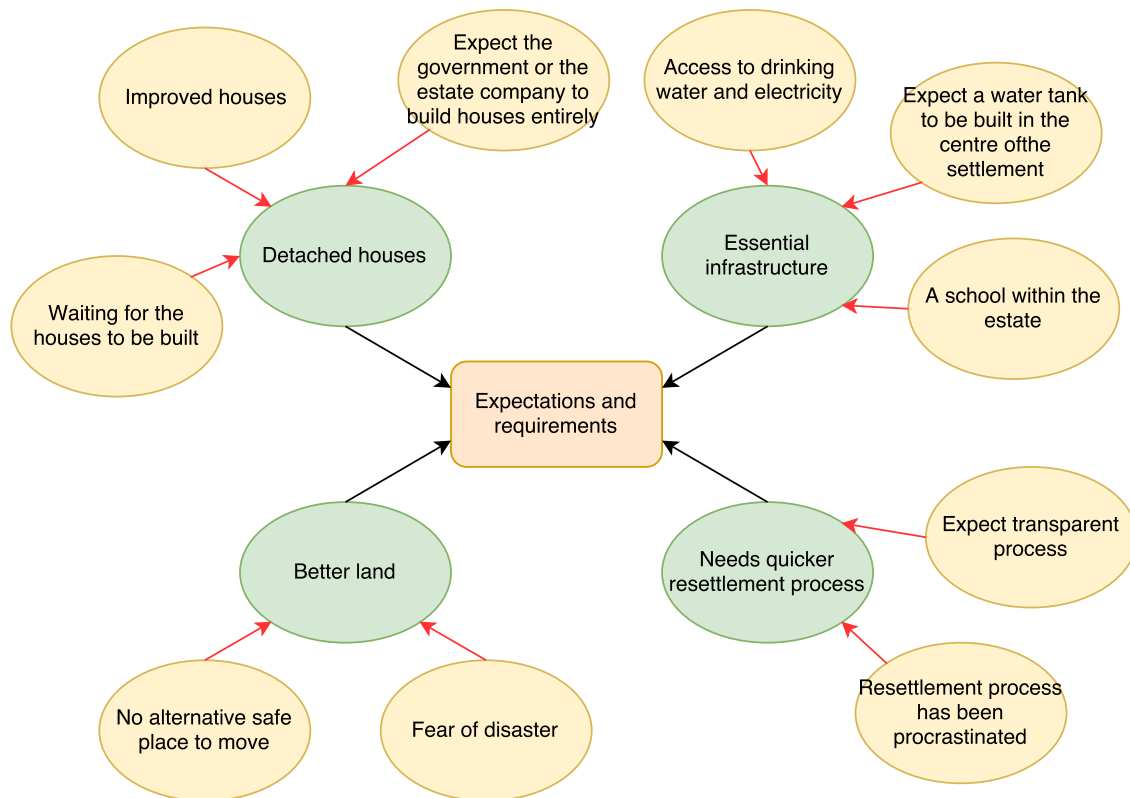 Improved houses
Expect the
government or the
estate company to
build houses entirely
Access to drinking
water and electricity
Expect a water tank
to be built in the
centre ofthe
settlement
Detached houses
Essential
infrastructure
Waiting for the
houses to be built
A school within the
estate
Expectations and
requirements
Better land
Needs quicker
resettlement process
Expect transparent
process
No alternative safe
place to move
Fear of disaster
Resettlement process
has been
procrastinated